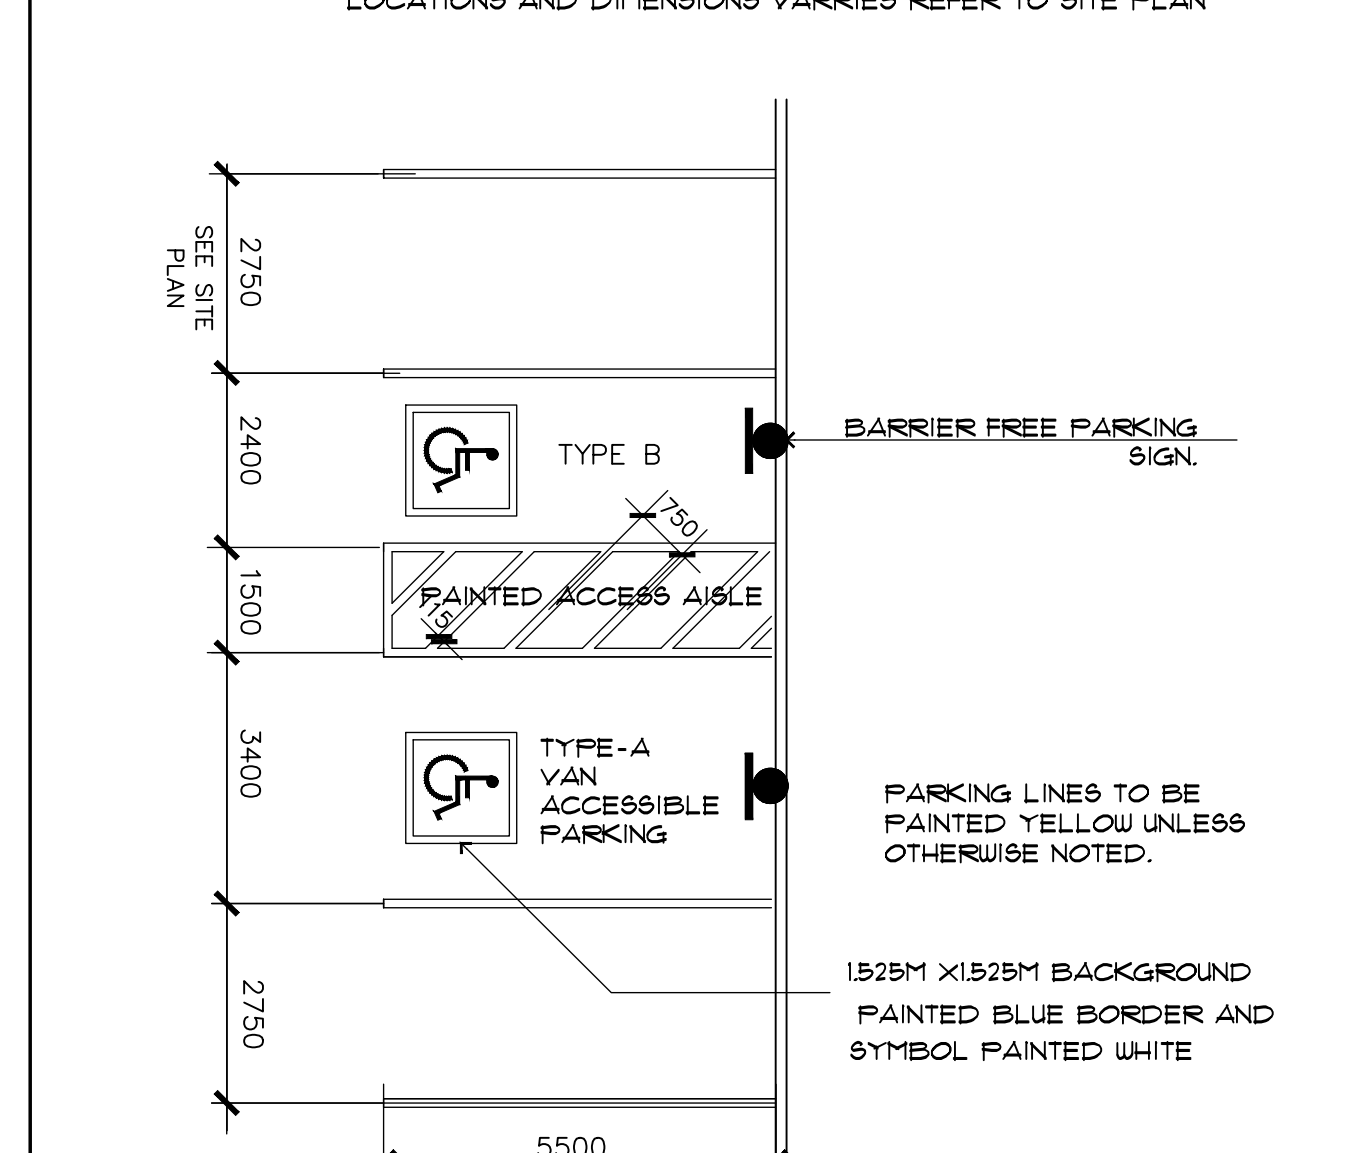 LOCATIONS AND DIMENSIONS VARRIES REFER TO SITE PLAN
2750
SEE SITE
PLAN
2400
TYPE B
BARRIER FREE PARKING
SIGN.
750
1500
PAINTED ACCESS AISLE
115
3400
TYPE-A
VAN
ACCESSIBLE
PARKING
PARKING LINES TO BE
PAINTED YELLOW UNLESS
OTHERWISE NOTED.
1.525M X1.525M BACKGROUND
PAINTED BLUE BORDER AND
SYMBOL PAINTED WHITE
2750
5500